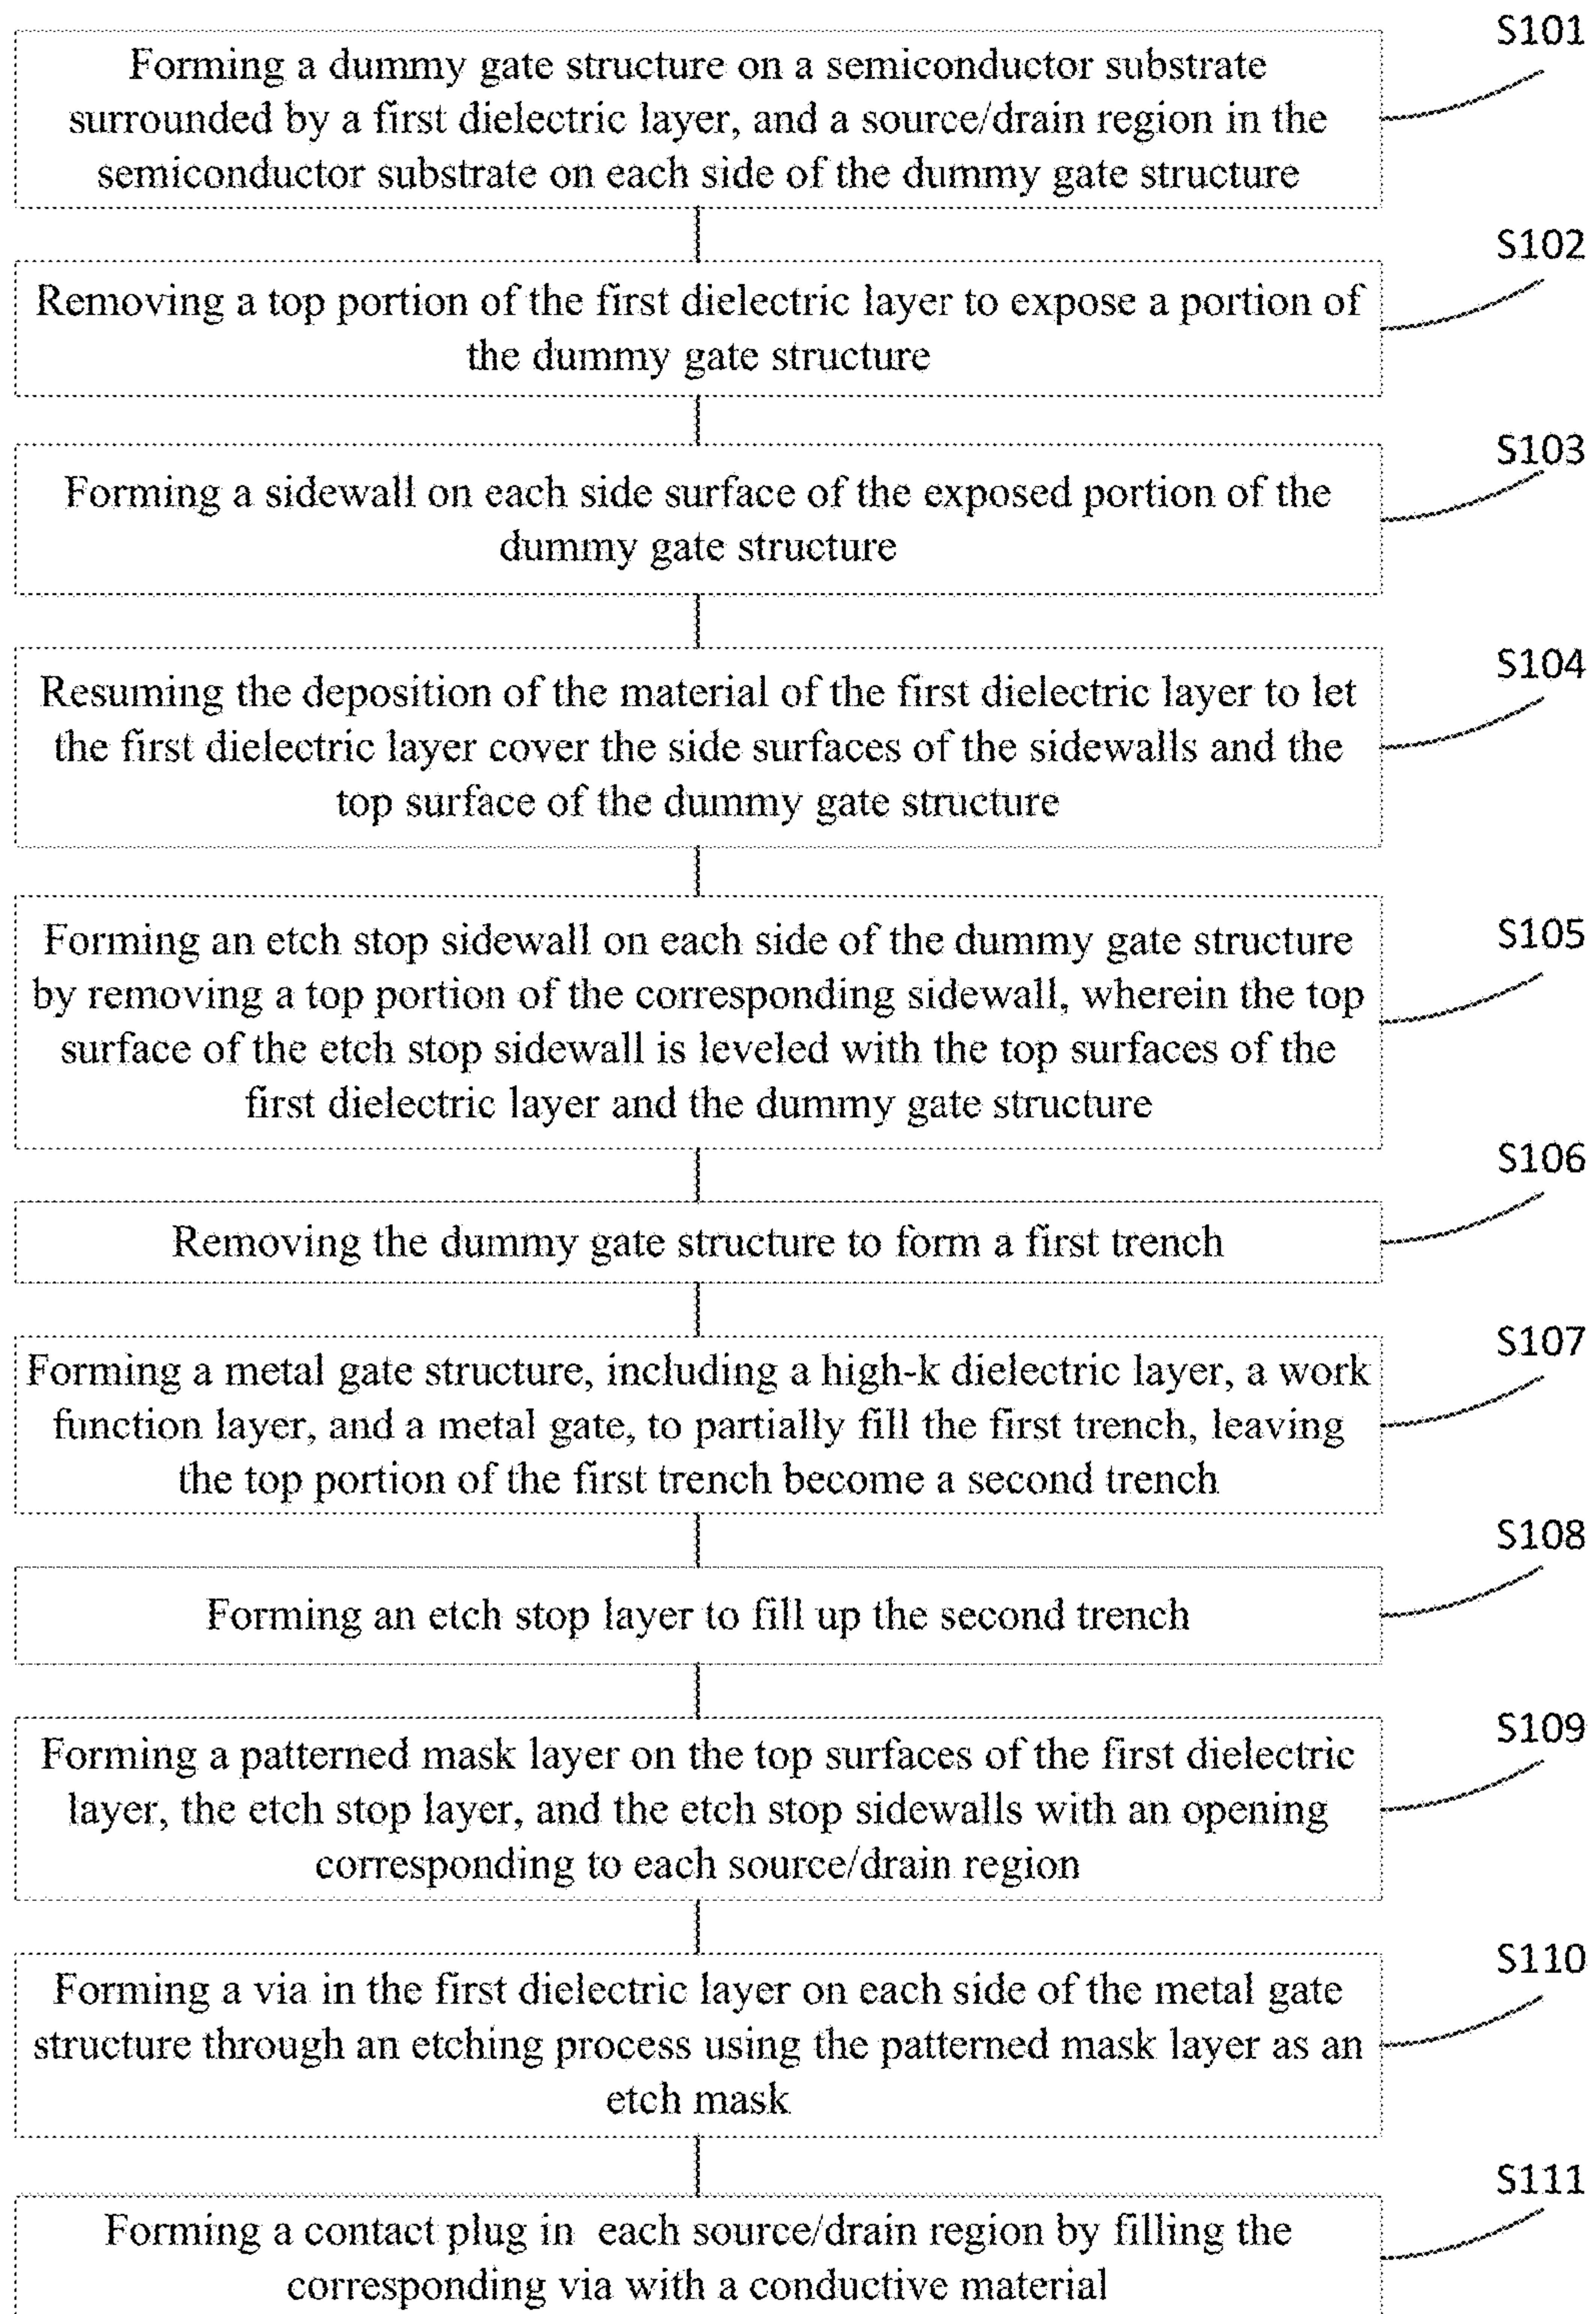 S101
Forming a dummy gate structure on a semiconductor substrate
surrounded by a first dielectric layer, and a source/drain region in the
semiconductor substrate on each side of the dummy gate structure
S102
Removing a top portion of the first dielectric layer to expose a portion of
the dummy gate structure
S103
Forming a sidewall on each side surface of the exposed portion of the
dummy gate structure
S104
Resuming the deposition of the material of the first dielectric layer to let
the first dielectric layer cover the side surfaces of the sidewalls and the
top surface of the dummy gate structure
S105
Forming an etch stop sidewall on each side of the dummy gate structure
by removing a top portion of the corresponding sidewall, wherein the top
surface of the etch stop sidewall is leveled with the top surfaces of the
first dielectric layer and the dummy gate structure
S106
Removing the dummy gate structure to form a first trench
S107
Forming a metal gate structure, including a high-k dielectric layer, a work
function layer, and a metal gate, to partially fill the first trench, leaving
the top portion of the first trench become a second trench
S108
Forming an etch stop layer to fill up the second trench
S109
Forming a patterned mask layer on the top surfaces of the first dielectric
layer, the etch stop layer, and the etch stop sidewalls with an opening
corresponding to each source/drain region
S110
Forming a via in the first dielectric layer on each side of the metal gate
structure through an etching process using the patterned mask layer as an
etch mask
S111
Forming a contact plug in each source/drain region by filling the
corresponding via with a conductive material